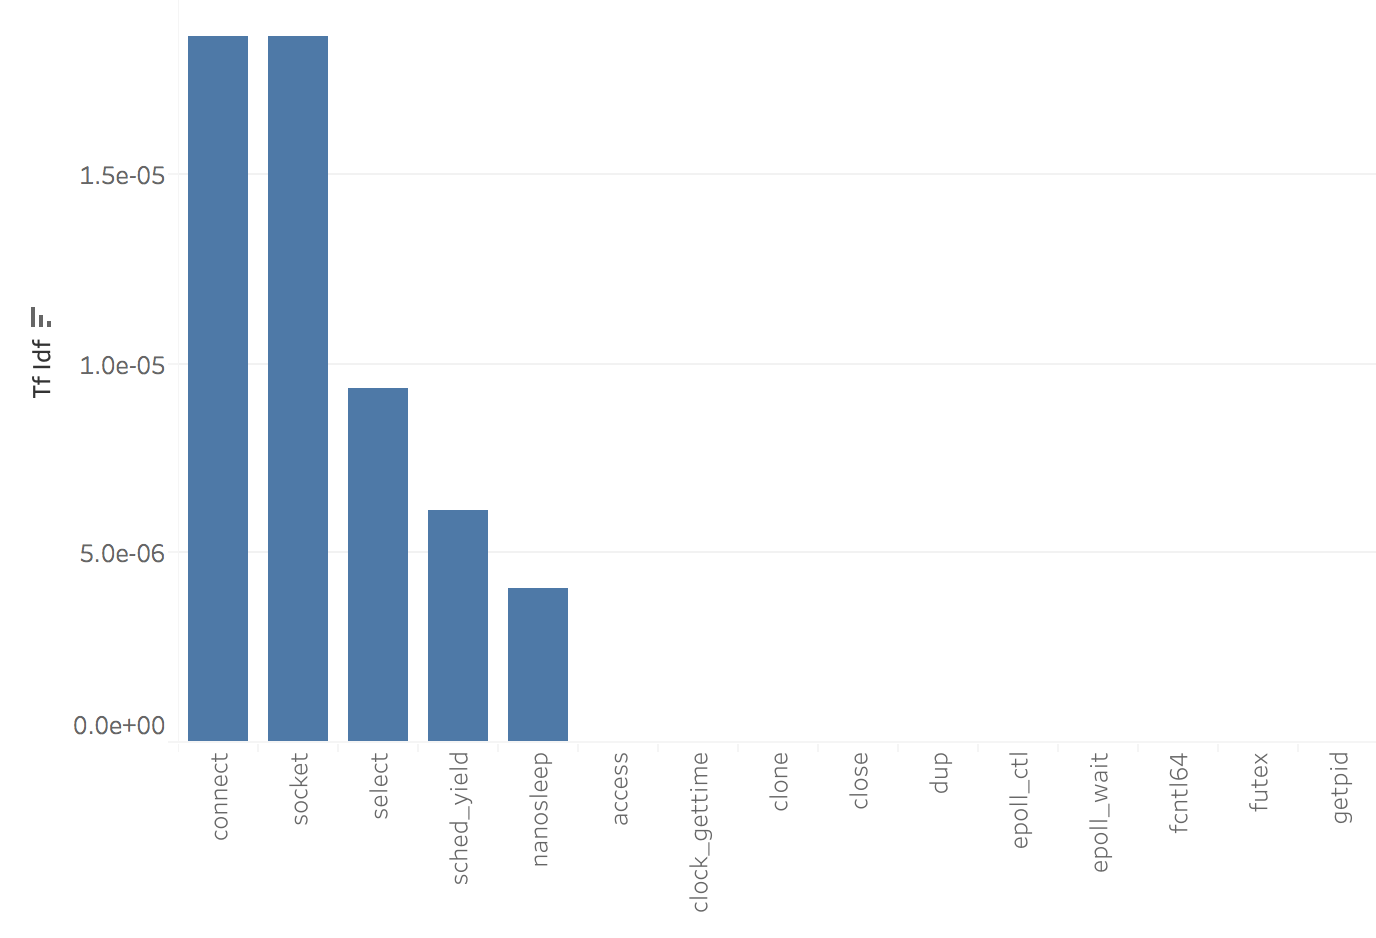 Tf Idf
1.5e-05
1.0e-05
5.0e-06
0.0e+00
connect
socket
select
sched_yield
nanosleep
access
clock_gettime
clone
close
dup
epoll_ctl
epoll_wait
fcntl64
futex
getpid